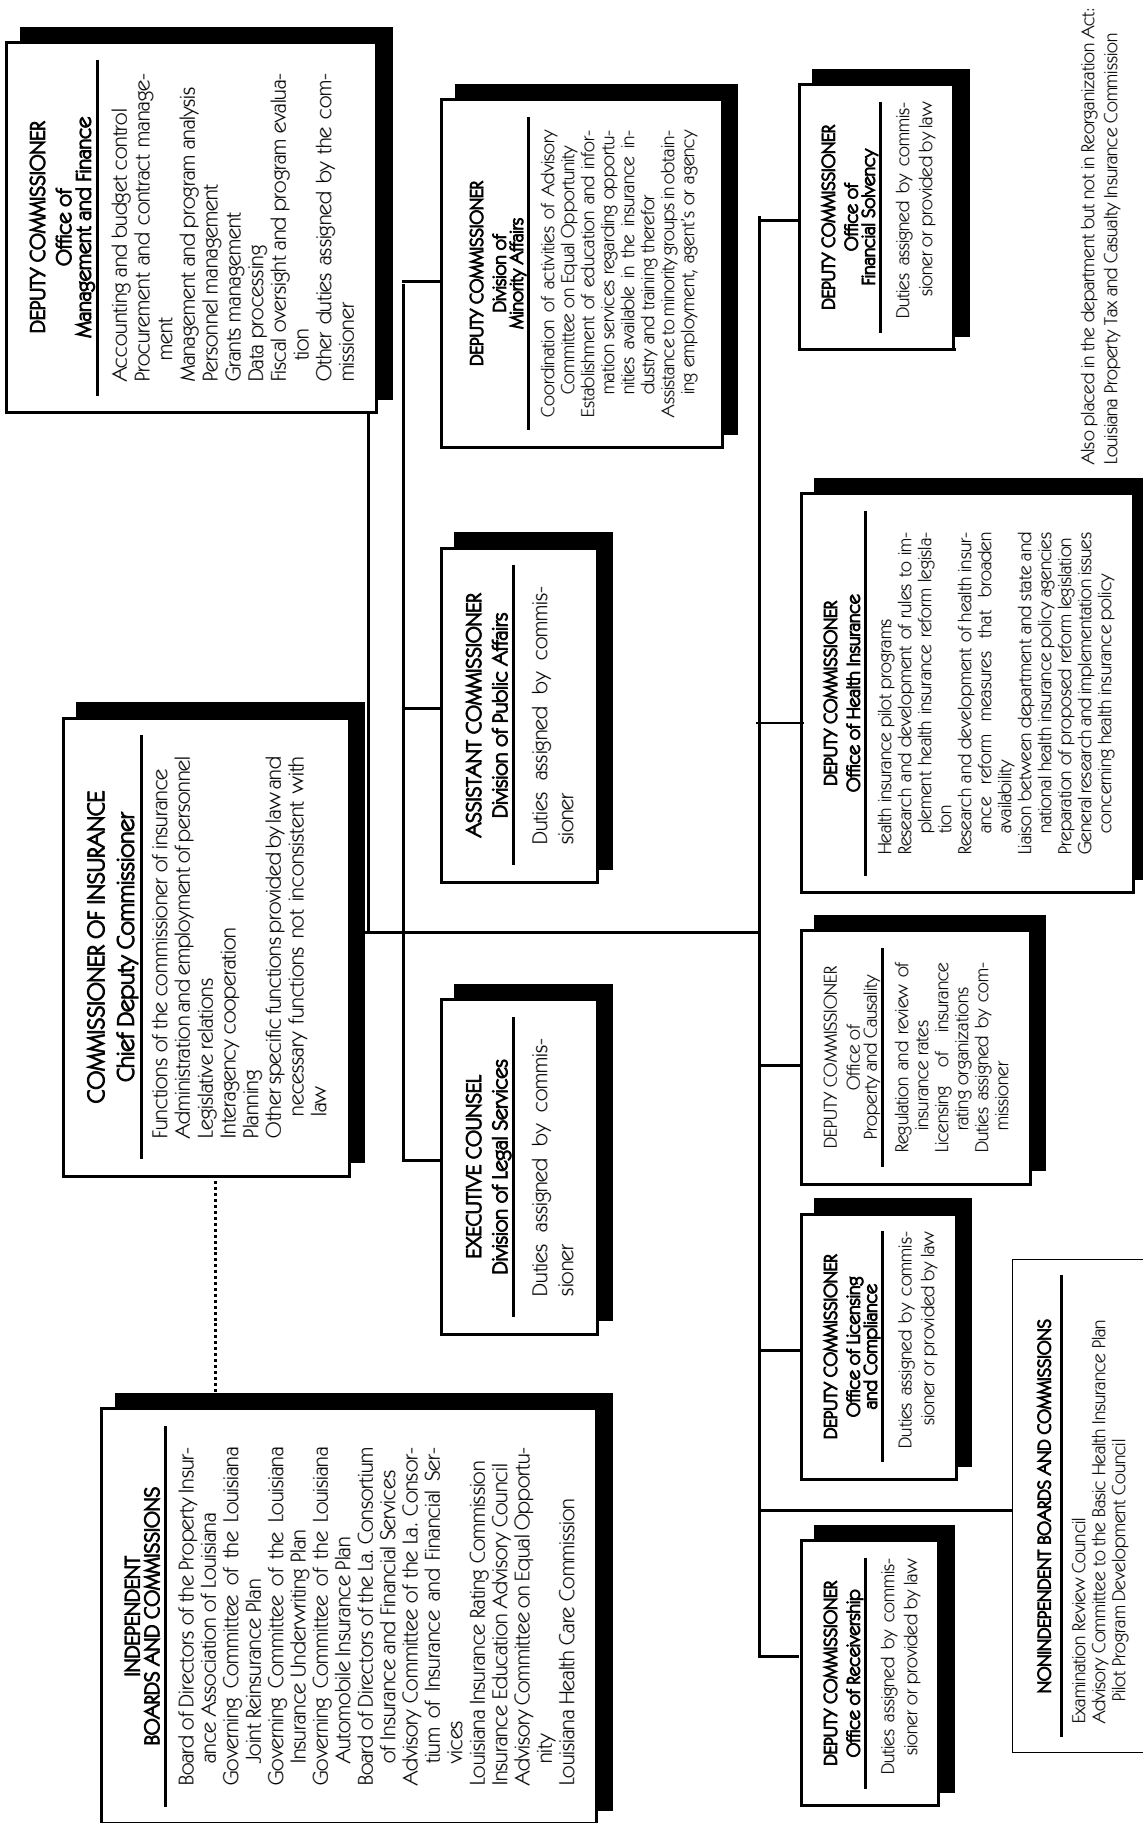 DEPUTY COMMISSIONER
Office of
Management and Finance
Accounting and budget control
Procurement and contract manage-
ment
Management and program analysis
Personnel management
Grants management
Data processing
Fiscal oversight and program evalua-
tion
Other duties assigned by the com-
missioner
COMMISSIONER OF INSURANCE
Chief Deputy Commissioner
Functions of the commissioner of insurance
Administration and employment of personnel
Legislative relations
Interagency cooperation
Planning
Other specific functions provided by law and
necessary functions not inconsistent with
law
INDEPENDENT
BOARDS AND COMMISSIONS
Board of Directors of the Property Insur-
ance Association of Louisiana
Governing Committee of the Louisiana
Joint Reinsurance Plan
Governing Committee of the Louisiana
Insurance Underwriting Plan
Governing Committee of the Louisiana
Automobile Insurance Plan
Board of Directors of the La. Consortium
of Insurance and Financial Services
Advisory Committee of the La. Consor-
tium of Insurance and Financial Ser-
vices
Louisiana Insurance Rating Commission
Insurance Education Advisory Council
Advisory Committee on Equal Opportu-
nity
Louisiana Health Care Commission
EXECUTIVE COUNSEL
Division of Legal Services
Duties assigned by commis-
sioner
ASSISTANT COMMISSIONER
Division of Public Affairs
Duties assigned by commis-
sioner
DEPUTY COMMISSIONER
Division of
Minority Affairs
Coordination of activities of Advisory
Committee on Equal Opportunity
Establishment of education and infor-
mation services regarding opportu-
nities available in the insurance in-
dustry and training therefor
Assistance to minority groups in obtain-
ing employment, agent's or agency
DEPUTY COMMISSIONER
Office of Receivership
Duties assigned by commis-
sioner or provided by law
DEPUTY COMMISSIONER
Office of Licensing
and Compliance
Duties assigned by commis-
sioner or provided by law
DEPUTY COMMISSIONER
Office of
Property and Causality
Regulation and review of
insurance rates
Licensing of insurance
rating organizations
Duties assigned by com-
missioner
DEPUTY COMMISSIONER
Office of Health Insurance
Health insurance pilot programs
Research and development of rules to im-
plement health insurance reform legisla-
tion
Research and development of health insur-
ance reform measures that broaden
availability
Liaison between department and state and
national health insurance policy agencies
Preparation of proposed reform legislation
General research and implementation issues
concerning health insurance policy
DEPUTY COMMISSIONER
Office of
Financial Solvency
Duties assigned by commis-
sioner or provided by law
NONINDEPENDENT BOARDS AND COMMISSIONS
Examination Review Council
Advisory Committee to the Basic Health Insurance Plan
Pilot Program Development Council
Also placed in the department but not in Reorganization Act:
Louisiana Property Tax and Casualty Insurance Commission